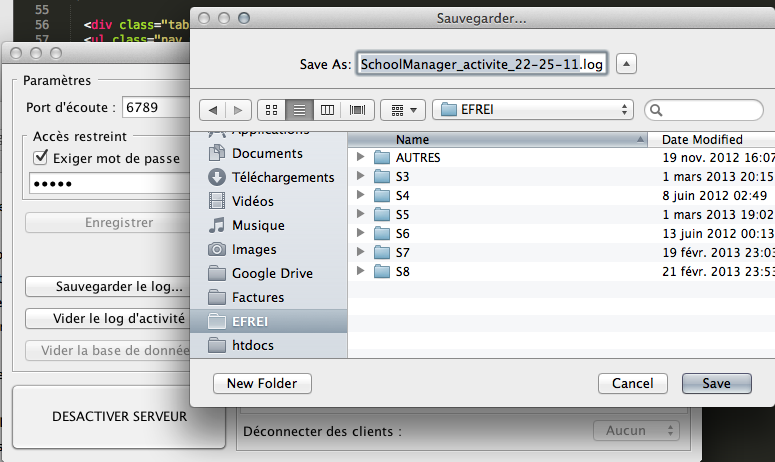 55
56 <div class="tab
57 <ul class="nav
Sauvegarder...
Save As: SchoolManager_activite_22-25-11.log
EFREI
Applications
Documents
Téléchargements
Vidéos
Musique
Images
Google Drive
Factures
EFREI
htdocs
Name Date Modified
AUTRES 19 nov. 2012 16:07
S3 1 mars 2013 20:15
S4 8 juin 2012 02:49
S5 1 mars 2013 19:02
S6 13 juin 2012 00:13
S7 19 févr. 2013 23:03
S8 21 févr. 2013 23:53
New Folder Cancel Save
Paramètres
Port d'écoute : 6789
Accès restreint
Exiger mot de passe
•••••
Enregistrer
Sauvegarder le log...
Vider le log d'activité
Vider la base de donnée
DESACTIVER SERVEUR
Déconnecter des clients : Aucun